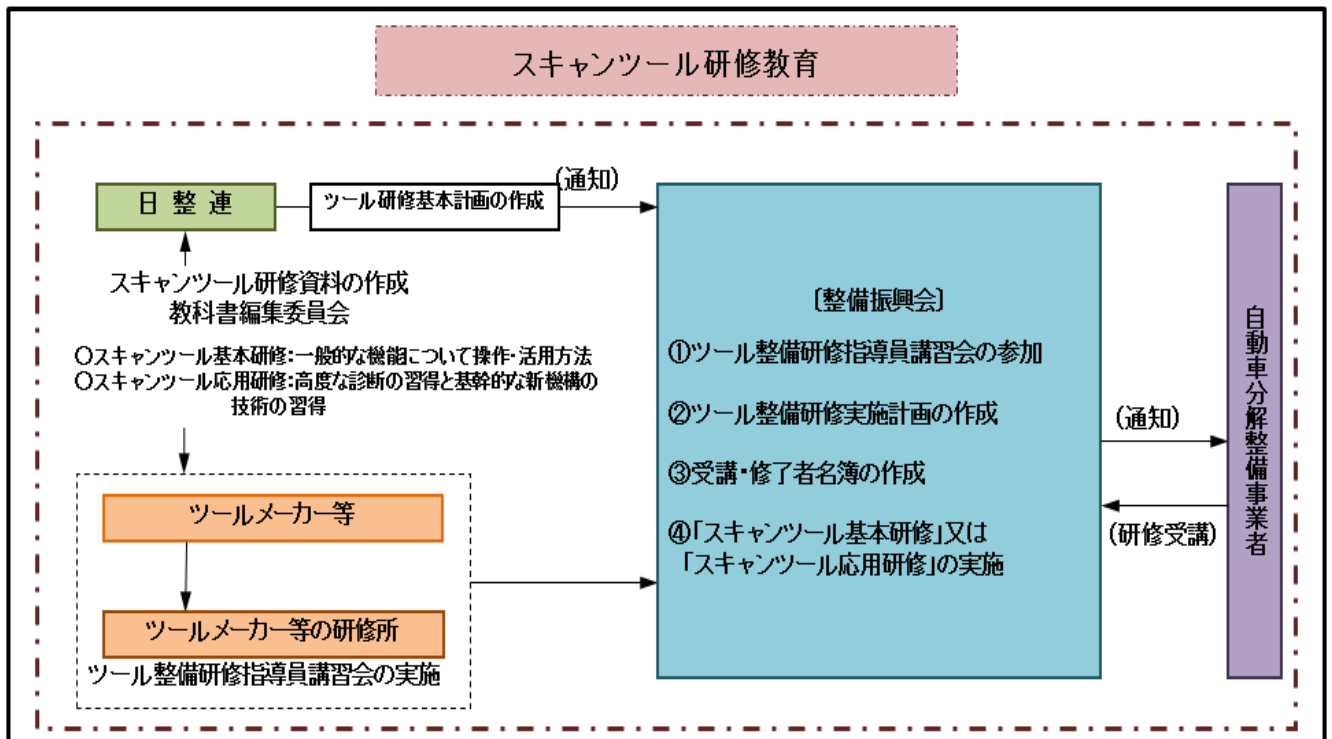 スキャンツール研修教育
日 整 連
ツール研修基本計画の作成
(通知)
スキャンツール研修資料の作成
教科書編集委員会
〇スキャンツール基本研修:一般的な機能について操作・活用方法
〇スキャンツール応用研修:高度な診断の習得と基幹的な新機構の
技術の習得
ツールメーカー等
ツールメーカー等の研修所
ツール整備研修指導員講習会の実施
〔整備振興会〕
①ツール整備研修指導員講習会の参加
②ツール整備研修実施計画の作成
③受講・修了者名簿の作成
④「スキャンツール基本研修」又は
「スキャンツール応用研修」の実施
(通知)
(研修受講)
自動車分解整備事業者